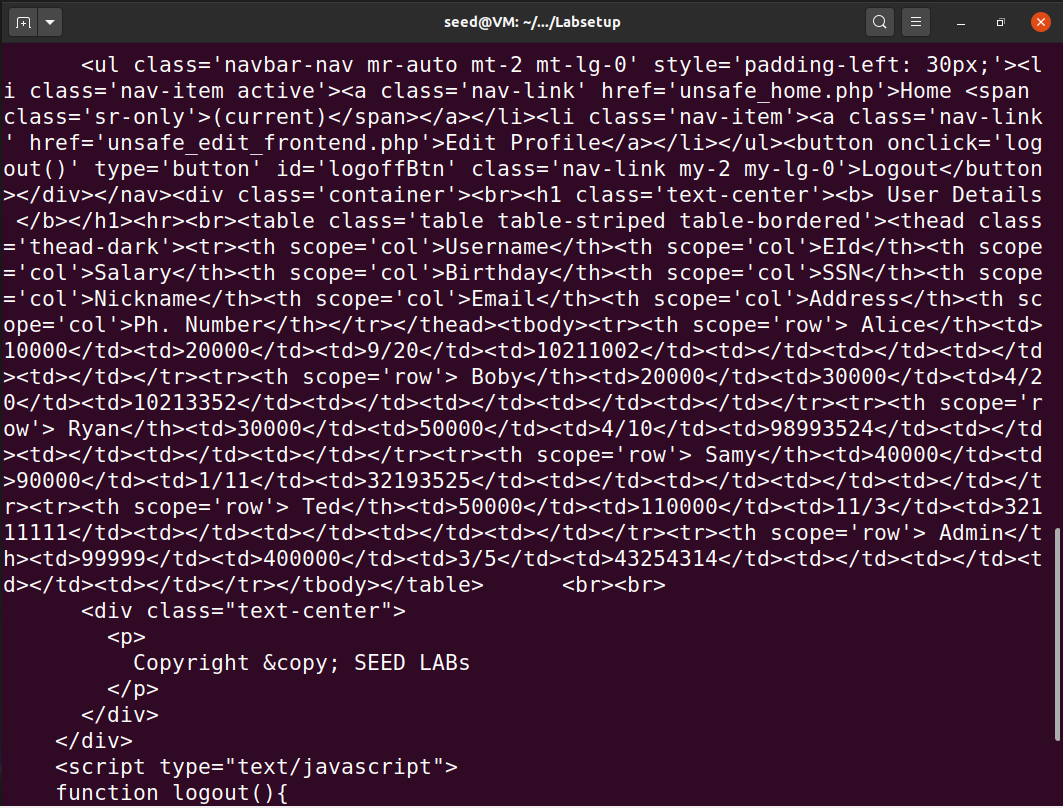 seed@VM: ~/.../Labsetup
<ul class='navbar-nav mr-auto mt-2 mt-lg-0' style='padding-left: 30px;'><l
i class='nav-item active'><a class='nav-link' href='unsafe_home.php'>Home <span
class='sr-only'>(current)</span></a></li><li class='nav-item'><a class='nav-link
' href='unsafe_edit_frontend.php'>Edit Profile</a></li></ul><button onclick='log
out()' type='button' id='logoffBtn' class='nav-link my-2 my-lg-0'>Logout</button
></div></nav><div class='container'><br><h1 class='text-center'><b> User Details
</b></h1><hr><br><table class='table table-striped table-bordered'><thead class
='thead-dark'><tr><th scope='col'>Username</th><th scope='col'>EId</th><th scope
='col'>Salary</th><th scope='col'>Birthday</th><th scope='col'>SSN</th><th scope
='col'>Nickname</th><th scope='col'>Email</th><th scope='col'>Address</th><th sc
ope='col'>Ph. Number</th></tr></thead><tbody><tr><th scope='row'> Alice</th><td>
10000</td><td>20000</td><td>9/20</td><td>10211002</td><td></td><td></td><td></td
><td></td></tr><tr><th scope='row'> Boby</th><td>20000</td><td>30000</td><td>4/2
0</td><td>10213352</td><td></td><td></td><td></td><td></td></tr><tr><th scope='r
ow'> Ryan</th><td>30000</td><td>50000</td><td>4/10</td><td>98993524</td><td></td
><td></td><td></td><td></td></tr><tr><th scope='row'> Samy</th><td>40000</td><td
>90000</td><td>1/11</td><td>32193525</td><td></td><td></td><td></td><td></td></t
r><tr><th scope='row'> Ted</th><td>50000</td><td>110000</td><td>11/3</td><td>321
11111</td><td></td><td></td><td></td><td></td></tr><tr><th scope='row'> Admin</t
h><td>99999</td><td>400000</td><td>3/5</td><td>43254314</td><td></td><td></td><t
d></td><td></td></tr></tbody></table>      <br><br>
<div class="text-center">
<p>
Copyright &copy; SEED LABs
</p>
</div>
</div>
<script type="text/javascript">
function logout(){